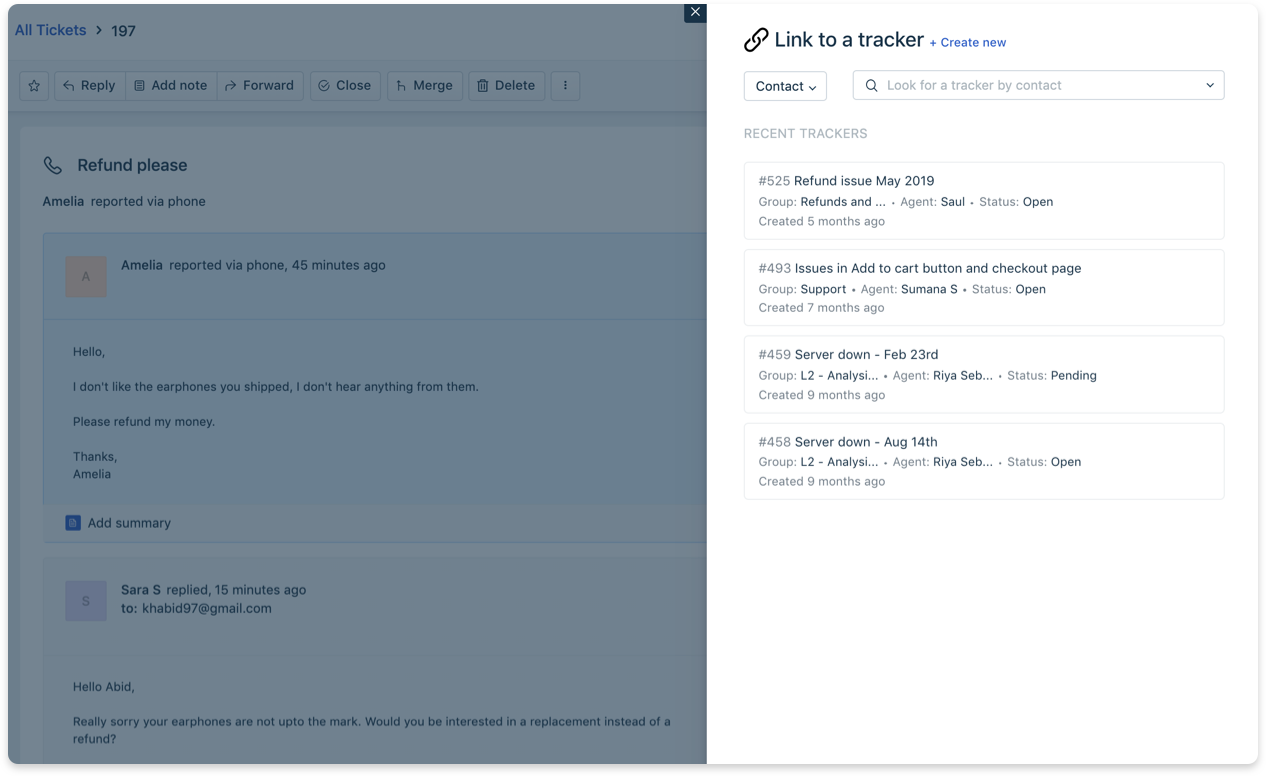 All Tickets > 197
Reply Add note Forward Close Merge Delete
Refund please
Amelia reported via phone
A
Amelia reported via phone, 45 minutes ago
Hello,
I don't like the earphones you shipped, I don't hear anything from them.
Please refund my money.
Thanks,
Amelia
Add summary
S
Sara S replied, 15 minutes ago
to: khabid97@gmail.com
Hello Abid,
Really sorry your earphones are not upto the mark. Would you be interested in a replacement instead of a
refund?
Link to a tracker + Create new
Contact Look for a tracker by contact
RECENT TRACKERS
#525 Refund issue May 2019
Group: Refunds and ... • Agent: Saul • Status: Open
Created 5 months ago
#493 Issues in Add to cart button and checkout page
Group: Support • Agent: Sumana S • Status: Open
Created 7 months ago
#459 Server down - Feb 23rd
Group: L2 - Analysi... • Agent: Riya Seb... • Status: Pending
Created 9 months ago
#458 Server down - Aug 14th
Group: L2 - Analysi... • Agent: Riya Seb... • Status: Open
Created 9 months ago